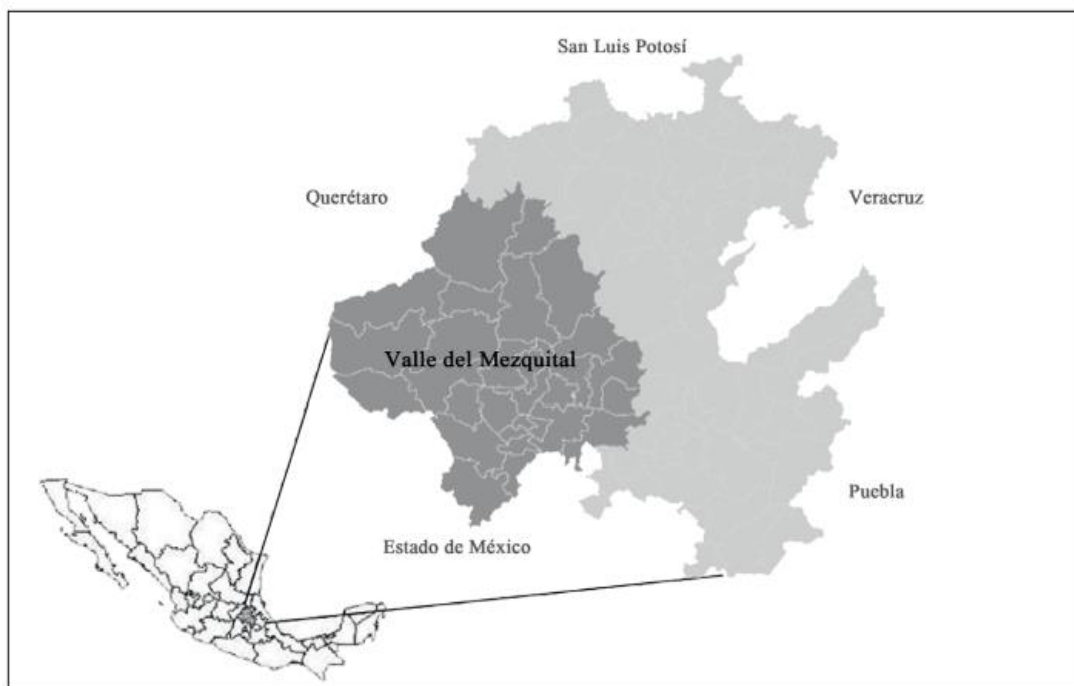 San Luis Potosí
Querétaro
Veracruz
Valle del Mezquital
Puebla
Estado de México